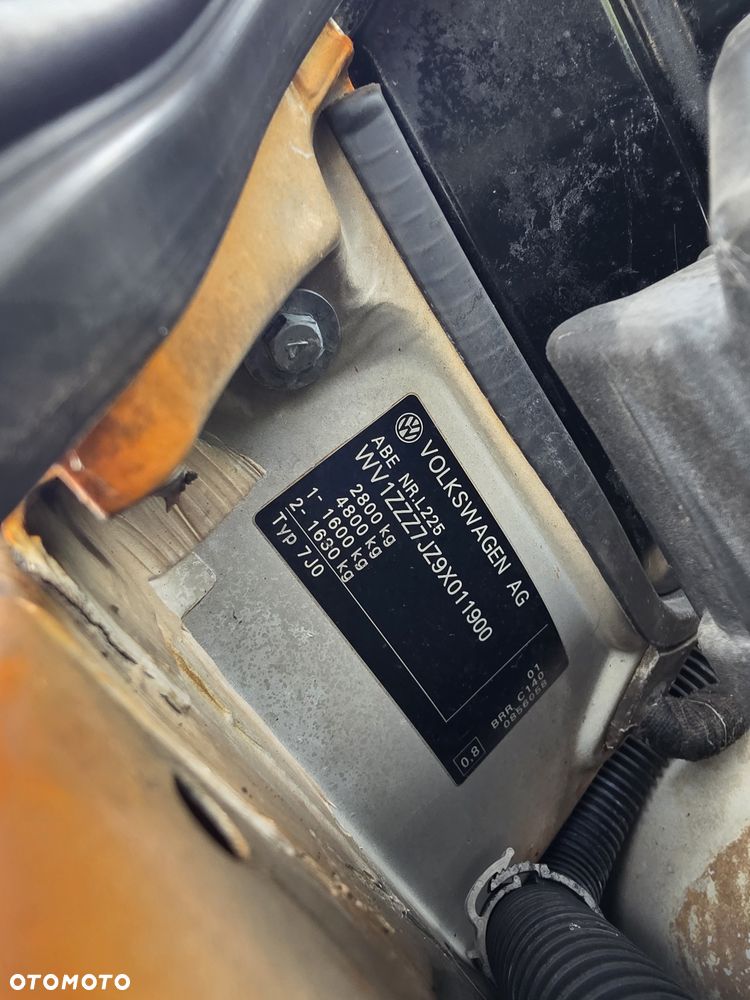 VOLKSWAGEN AG
ABE NR.L225
WV1ZZZ7JZ9X011900
2800 kg
4800 kg
1- 1600 kg
2- 1630 kg
Typ 7J0
01
BRR C140
0856058
0.8
OTOMOTO